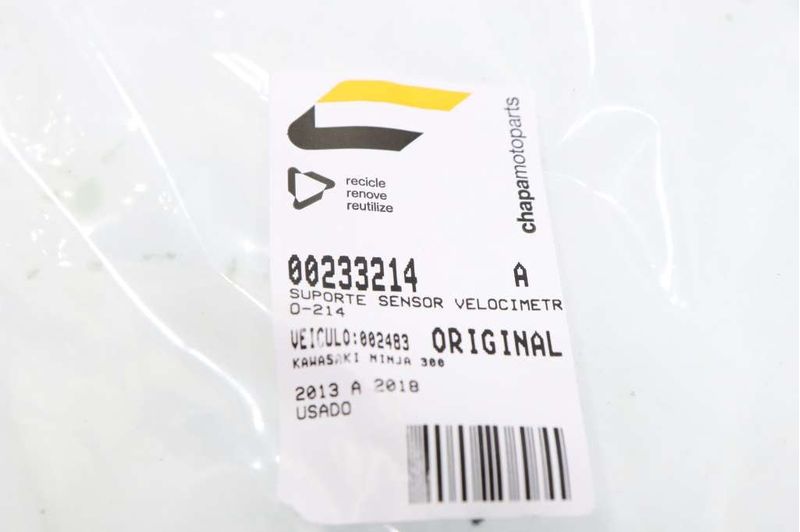 chapamotoparts
recicle
renove
reutilize
00233214 A
SUPORTE SENSOR VELOCIMETR
O-214
VEICULO:002483 ORIGINAL
KAWASAKI NINJA 300
2013 A 2018
USADO